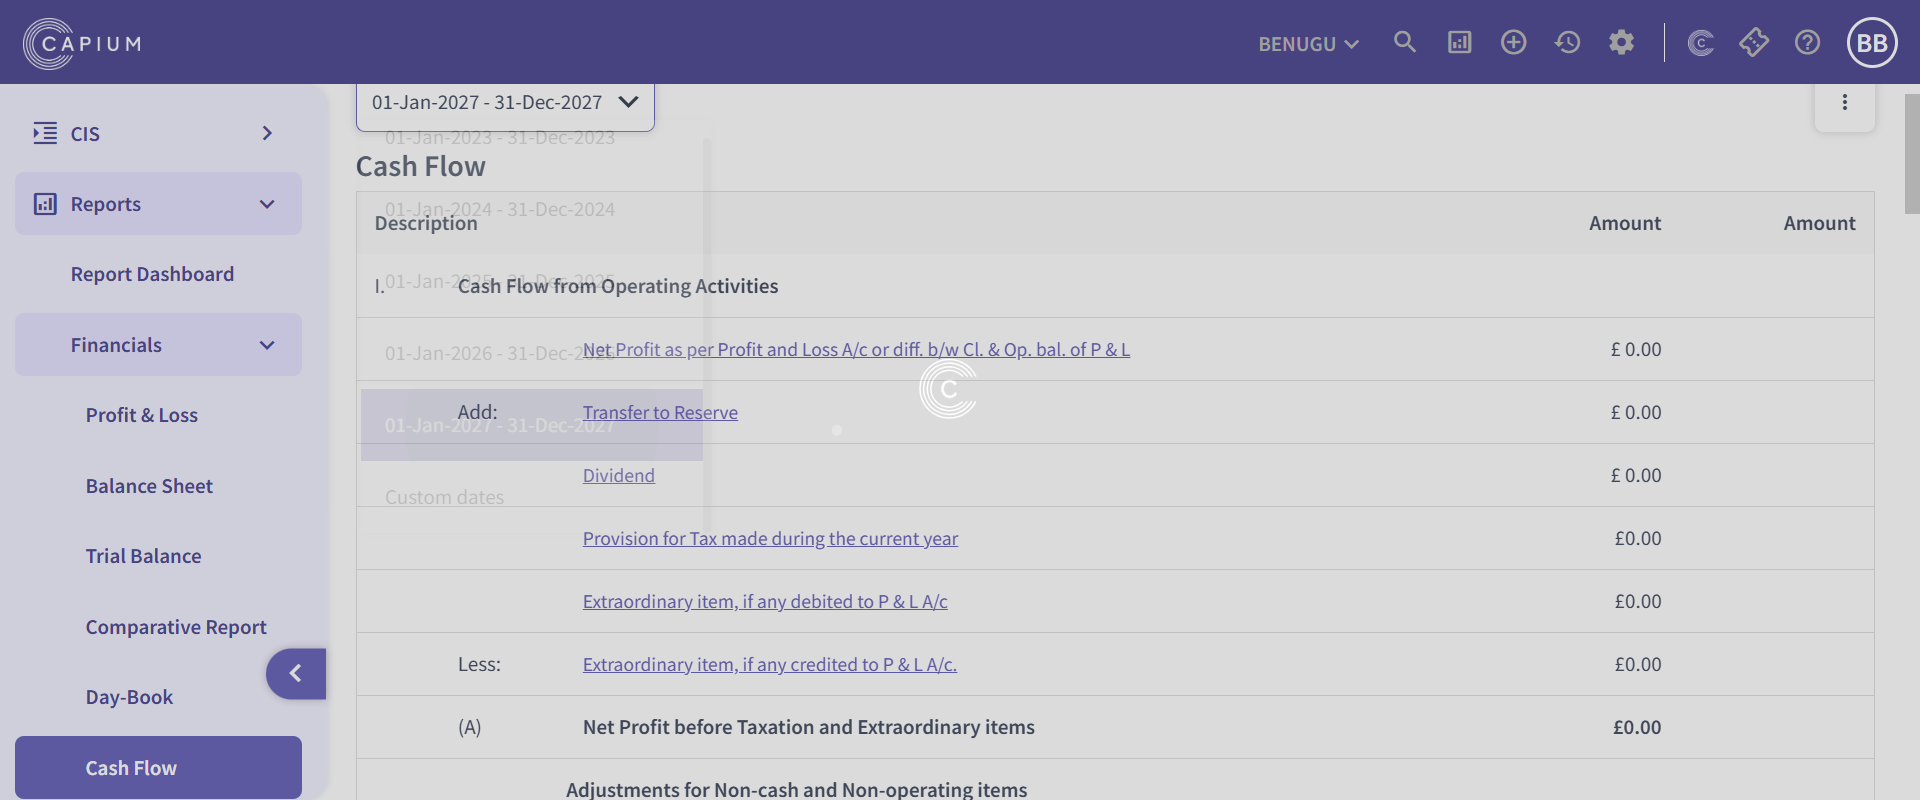 CAPIUM
BENUGU
BB
01-Jan-2027 - 31-Dec-2027
CIS
Reports
Report Dashboard
Financials
Profit & Loss
Balance Sheet
Trial Balance
Comparative Report
Day-Book
Cash Flow
01-Jan-2023 - 31-Dec-2023
01-Jan-2024 - 31-Dec-2024
01-Jan-2025 - 31-Dec-2025
01-Jan-2026 - 31-Dec-2026
01-Jan-2027 - 31-Dec-2027
Custom dates
Cash Flow
Description Amount Amount
I. Cash Flow from Operating Activities
Net Profit as per Profit and Loss A/c or diff. b/w Cl. & Op. bal. of P & L £ 0.00
C
Add: Transfer to Reserve £ 0.00
Dividend £ 0.00
Provision for Tax made during the current year £0.00
Extraordinary item, if any debited to P & L A/c £0.00
Less: Extraordinary item, if any credited to P & L A/c. £0.00
(A) Net Profit before Taxation and Extraordinary items £0.00
Adjustments for Non-cash and Non-operating items